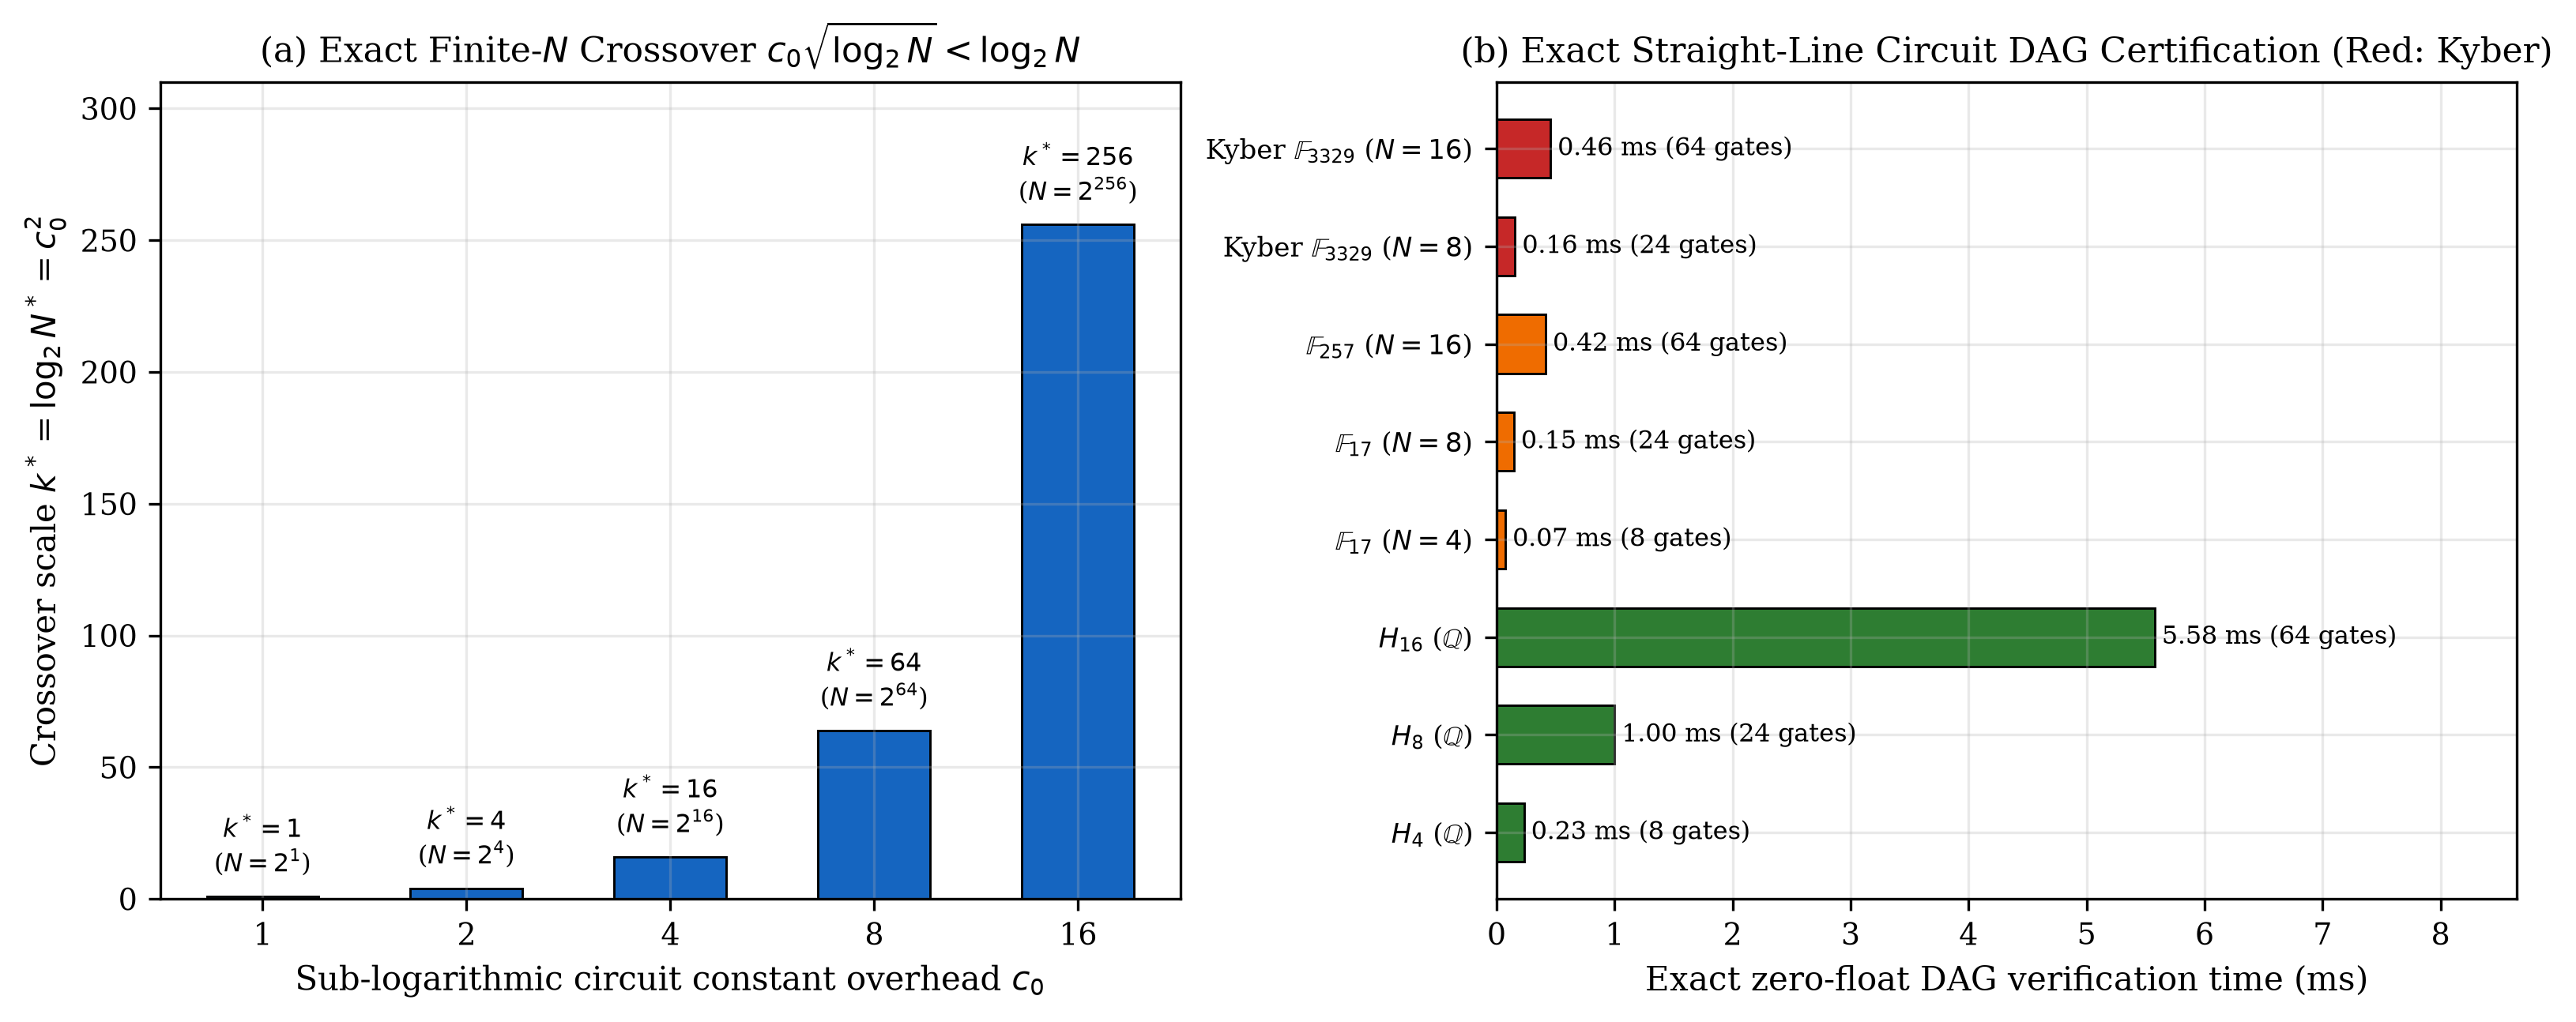 (a) Exact Finite-N Crossover c₀√(log₂ N) < log₂ N
Crossover scale k* = log₂ N* = c₀²
300
250
200
150
100
50
0
k* = 1
(N = 2¹)
k* = 4
(N = 2⁴)
k* = 16
(N = 2¹⁶)
k* = 64
(N = 2⁶⁴)
k* = 256
(N = 2²⁵⁶)
1 2 4 8 16
Sub-logarithmic circuit constant overhead c₀
(b) Exact Straight-Line Circuit DAG Certification (Red: Kyber)
Kyber 𝔽₃₃₂₉ (N = 16) 0.46 ms (64 gates)
Kyber 𝔽₃₃₂₉ (N = 8) 0.16 ms (24 gates)
𝔽₂₅₇ (N = 16) 0.42 ms (64 gates)
𝔽₁₇ (N = 8) 0.15 ms (24 gates)
𝔽₁₇ (N = 4) 0.07 ms (8 gates)
H₁₆ (ℚ) 5.58 ms (64 gates)
H₈ (ℚ) 1.00 ms (24 gates)
H₄ (ℚ) 0.23 ms (8 gates)
0 1 2 3 4 5 6 7 8
Exact zero-float DAG verification time (ms)